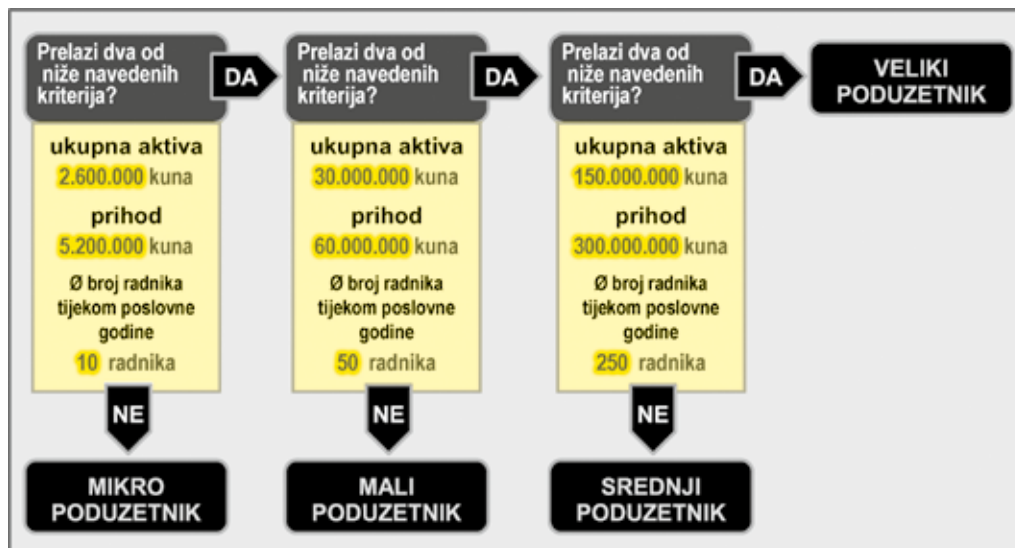 Prelazi dva od
niže navedenih
kriterija?
DA
ukupna aktiva
2.600.000 kuna
prihod
5.200.000 kuna
Ø broj radnika
tijekom poslovne
godine
10 radnika
NE
MIKRO
PODUZETNIK
Prelazi dva od
niže navedenih
kriterija?
DA
ukupna aktiva
30.000.000 kuna
prihod
60.000.000 kuna
Ø broj radnika
tijekom poslovne
godine
50 radnika
NE
MALI
PODUZETNIK
Prelazi dva od
niže navedenih
kriterija?
DA
ukupna aktiva
150.000.000 kuna
prihod
300.000.000 kuna
Ø broj radnika
tijekom poslovne
godine
250 radnika
NE
SREDNJI
PODUZETNIK
VELIKI
PODUZETNIK